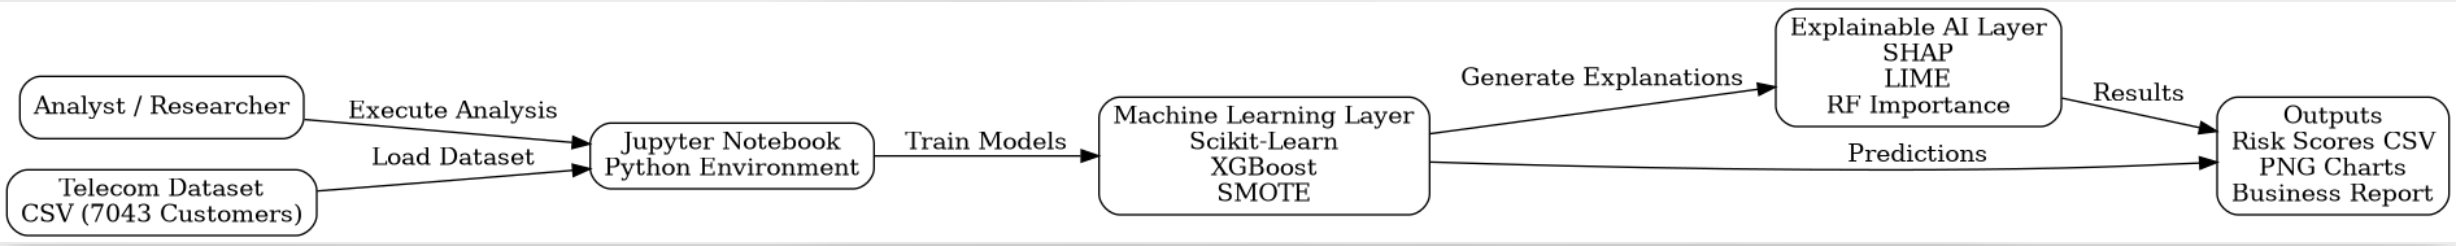 Analyst / Researcher
Execute Analysis
Telecom Dataset
CSV (7043 Customers)
Load Dataset
Jupyter Notebook
Python Environment
Train Models
Machine Learning Layer
Scikit-Learn
XGBoost
SMOTE
Generate Explanations
Explainable AI Layer
SHAP
LIME
RF Importance
Results
Predictions
Outputs
Risk Scores CSV
PNG Charts
Business Report